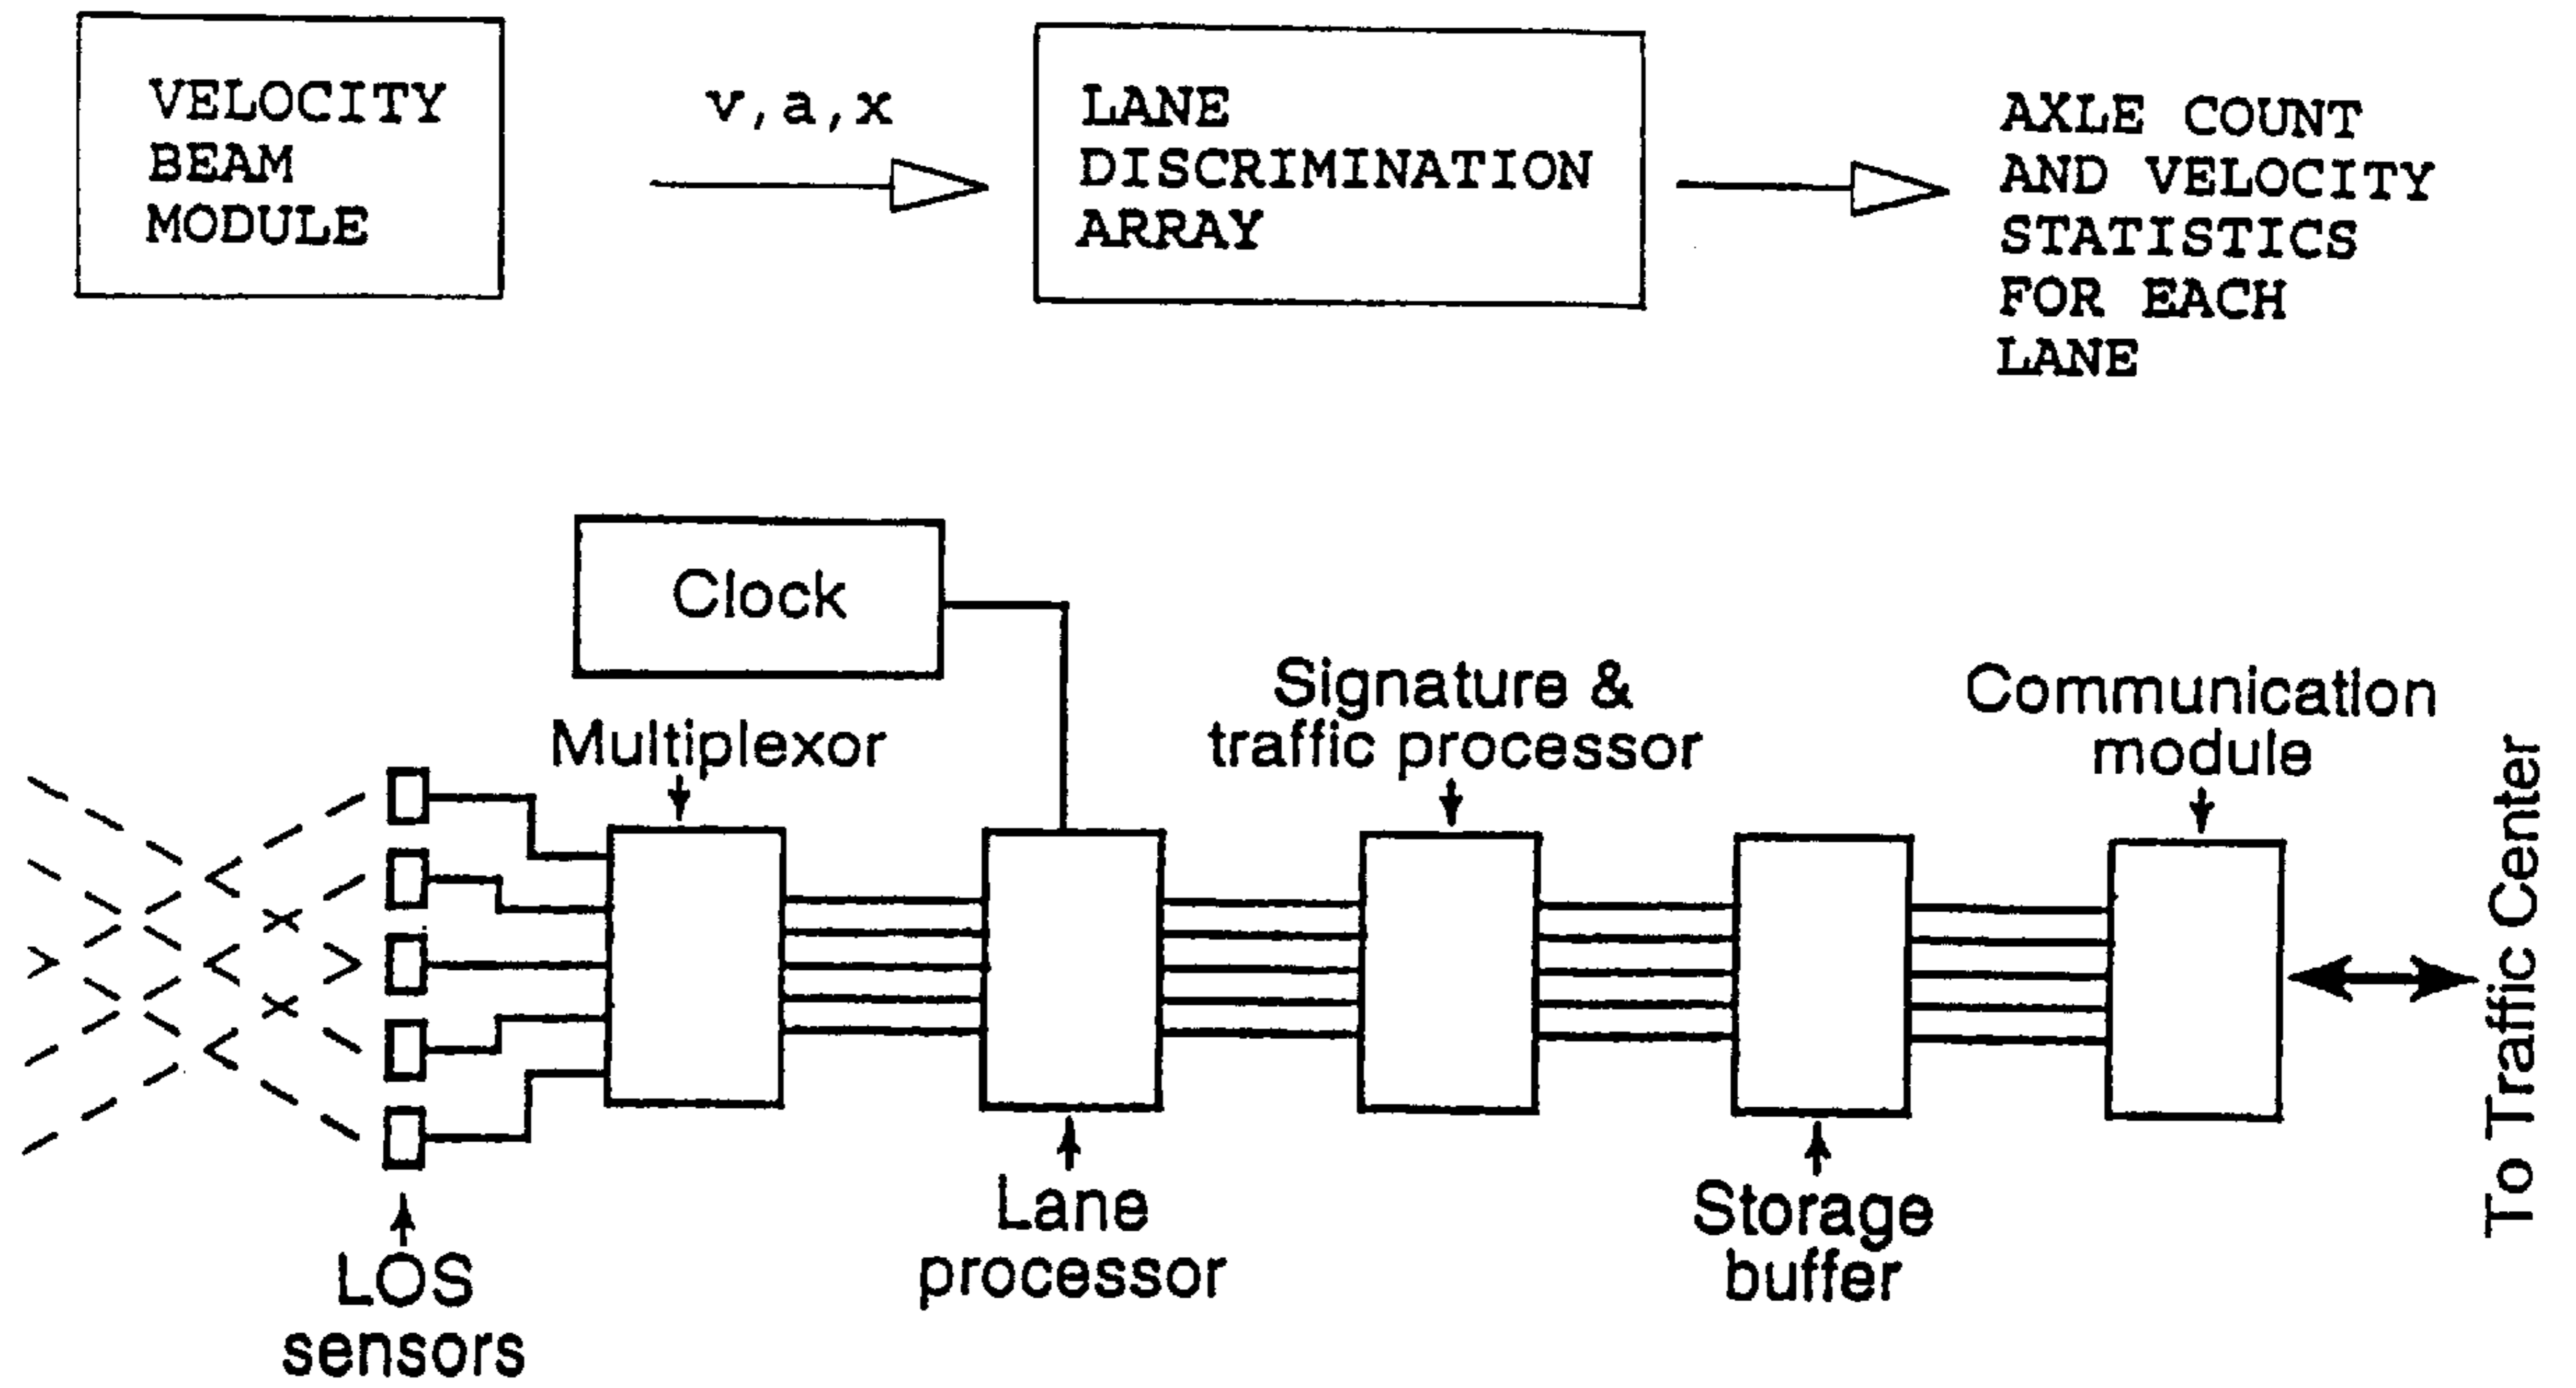 VELOCITY
BEAM
MODULE
v,a,x
LANE
DISCRIMINATION
ARRAY
AXLE COUNT
AND VELOCITY
STATISTICS
FOR EACH
LANE
Clock
Multiplexor
Signature &
traffic processor
Communication
module
To Traffic Center
Lane
processor
Storage
buffer
LOS
sensors